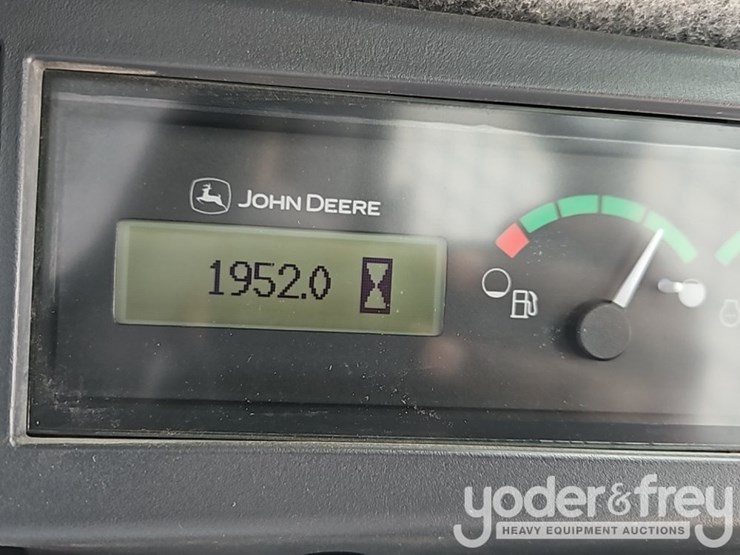 JOHN DEERE
1952.0
yoder&frey
HEAVY EQUIPMENT AUCTIONS